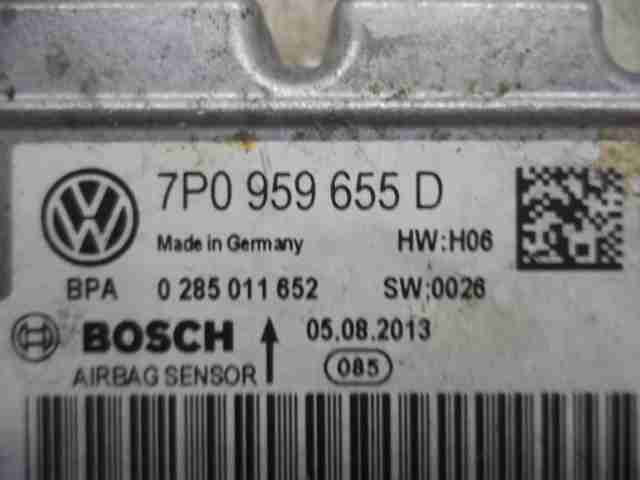 7P0 959 655 D
Made in Germany HW:H06
BPA 0 285 011 652 SW:0026
BOSCH 05.08.2013
AIRBAG SENSOR 085